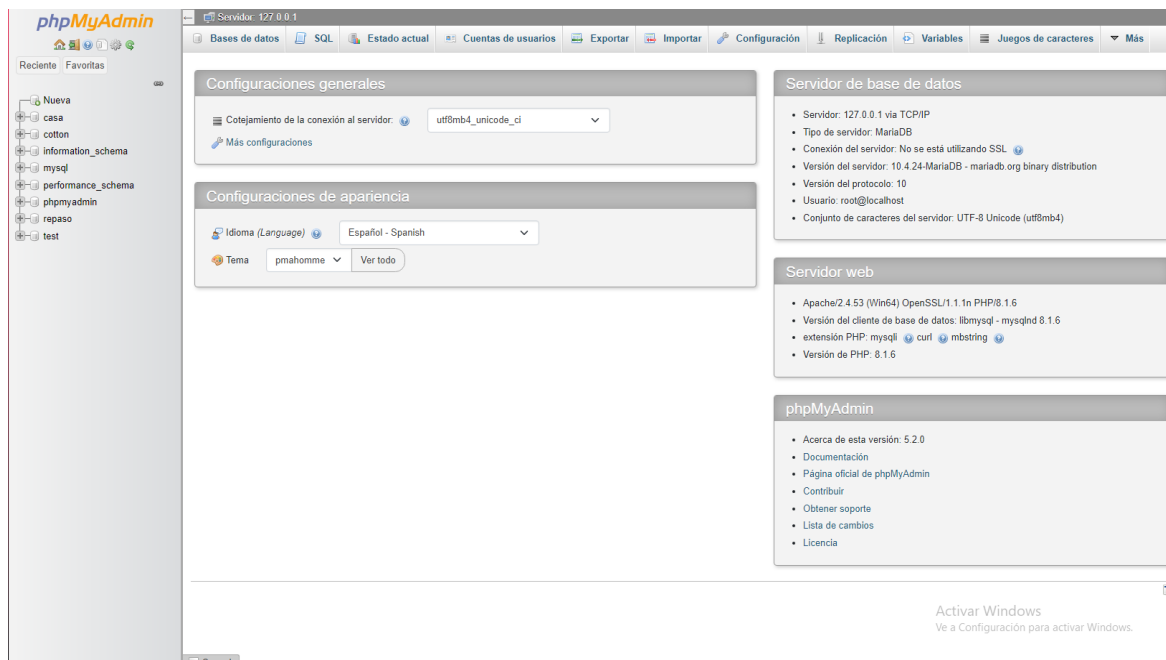 phpMyAdmin
Reciente Favoritas
Nueva
casa
cotton
information_schema
mysql
performance_schema
phpmyadmin
repaso
test
Servidor: 127.0.0.1
Bases de datos SQL Estado actual Cuentas de usuarios Exportar Importar Configuración Replicación Variables Juegos de caracteres Más
Configuraciones generales
Cotejamiento de la conexión al servidor: utf8mb4_unicode_ci
Más configuraciones
Configuraciones de apariencia
Idioma (Language) Español - Spanish
Tema pmahomme Ver todo
Servidor de base de datos
Servidor: 127.0.0.1 via TCP/IP
Tipo de servidor: MariaDB
Conexión del servidor: No se está utilizando SSL
Versión del servidor: 10.4.24-MariaDB - mariadb.org binary distribution
Versión del protocolo: 10
Usuario: root@localhost
Conjunto de caracteres del servidor: UTF-8 Unicode (utf8mb4)
Servidor web
Apache/2.4.53 (Win64) OpenSSL/1.1.1n PHP/8.1.6
Versión del cliente de base de datos: libmysql - mysqlnd 8.1.6
extensión PHP: mysqli curl mbstring
Versión de PHP: 8.1.6
phpMyAdmin
Acerca de esta versión: 5.2.0
Documentación
Página oficial de phpMyAdmin
Contribuir
Obtener soporte
Lista de cambios
Licencia
Activar Windows
Ve a Configuración para activar Windows.